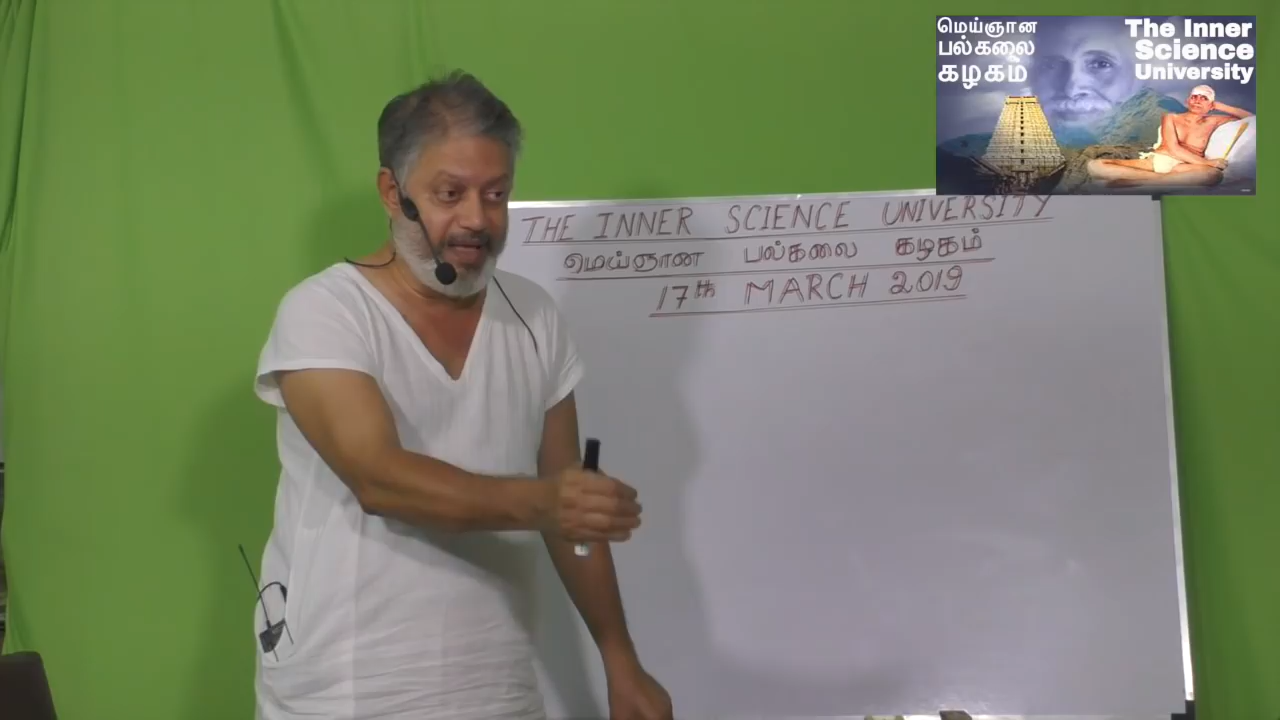 மெய்ஞான
பல்கலை
கழகம்
The Inner
Science
University
THE INNER SCIENCE UNIVERSITY
மெய்ஞான பல்கலை கழகம்
17th MARCH 2019